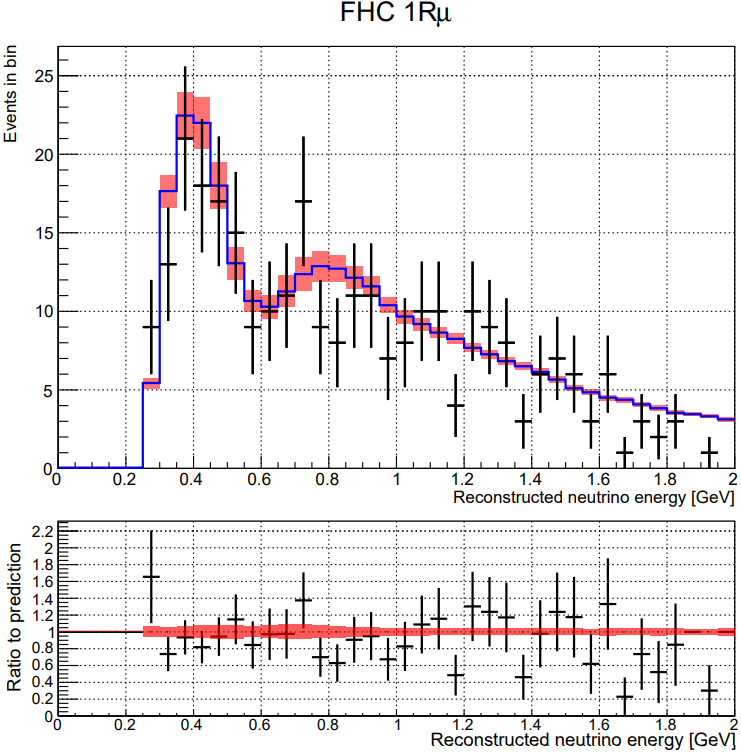 FHC 1Rμ
Events in bin
25
20
15
10
5
0
0 0.2 0.4 0.6 0.8 1 1.2 1.4 1.6 1.8 2
Reconstructed neutrino energy [GeV]
Ratio to prediction
2.2
2
1.8
1.6
1.4
1.2
1
0.8
0.6
0.4
0.2
0
0 0.2 0.4 0.6 0.8 1 1.2 1.4 1.6 1.8 2
Reconstructed neutrino energy [GeV]